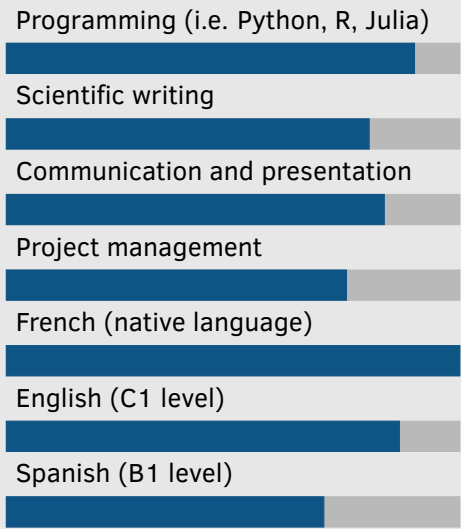 Programming (i.e. Python, R, Julia)
Scientific writing
Communication and presentation
Project management
French (native language)
English (C1 level)
Spanish (B1 level)